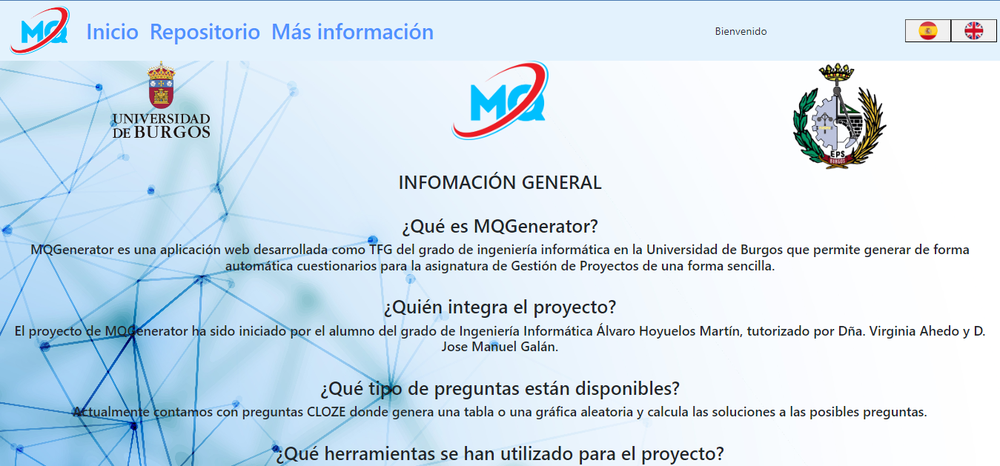 MQ Inicio Repositorio Más información Bienvenido
UNIVERSIDAD
DE BURGOS
MQ
EPS
BURGOS
INFOMACIÓN GENERAL
¿Qué es MQGenerator?
MQGenerator es una aplicación web desarrollada como TFG del grado de ingeniería informática en la Universidad de Burgos que permite generar de forma
automática cuestionarios para la asignatura de Gestión de Proyectos de una forma sencilla.
¿Quién integra el proyecto?
El proyecto de MQGenerator ha sido iniciado por el alumno del grado de Ingeniería Informática Álvaro Hoyuelos Martín, tutorizado por Dña. Virginia Ahedo y D.
Jose Manuel Galán.
¿Qué tipo de preguntas están disponibles?
Actualmente contamos con preguntas CLOZE donde genera una tabla o una gráfica aleatoria y calcula las soluciones a las posibles preguntas.
¿Qué herramientas se han utilizado para el proyecto?